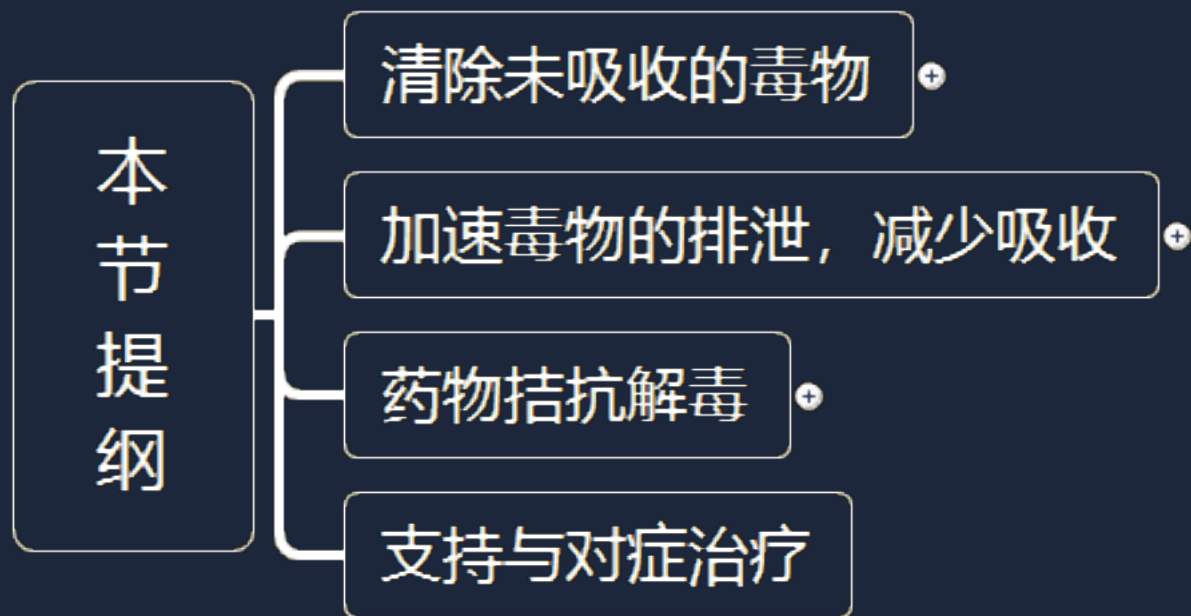 本节提纲
清除未吸收的毒物
加速毒物的排泄，减少吸收
药物拮抗解毒
支持与对症治疗